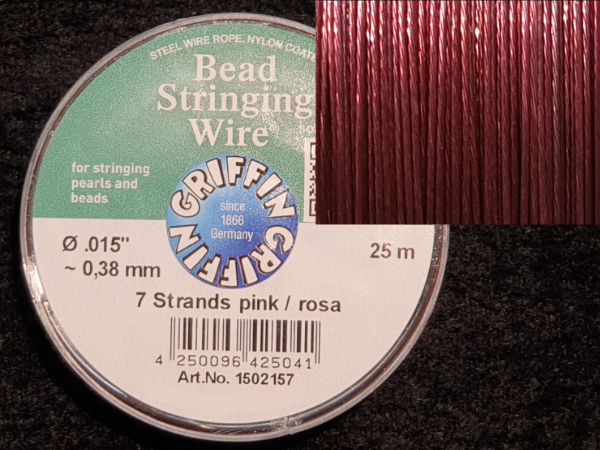 STEEL WIRE ROPE, NYLON COATE
Bead
Stringing
Wire
for stringing
pearls and
beads
GRIFFIN GRIFFIN
since
1866
Germany
Ø .015"
~ 0,38 mm
25 m
7 Strands pink / rosa
4 250096 425041
Art.No. 1502157